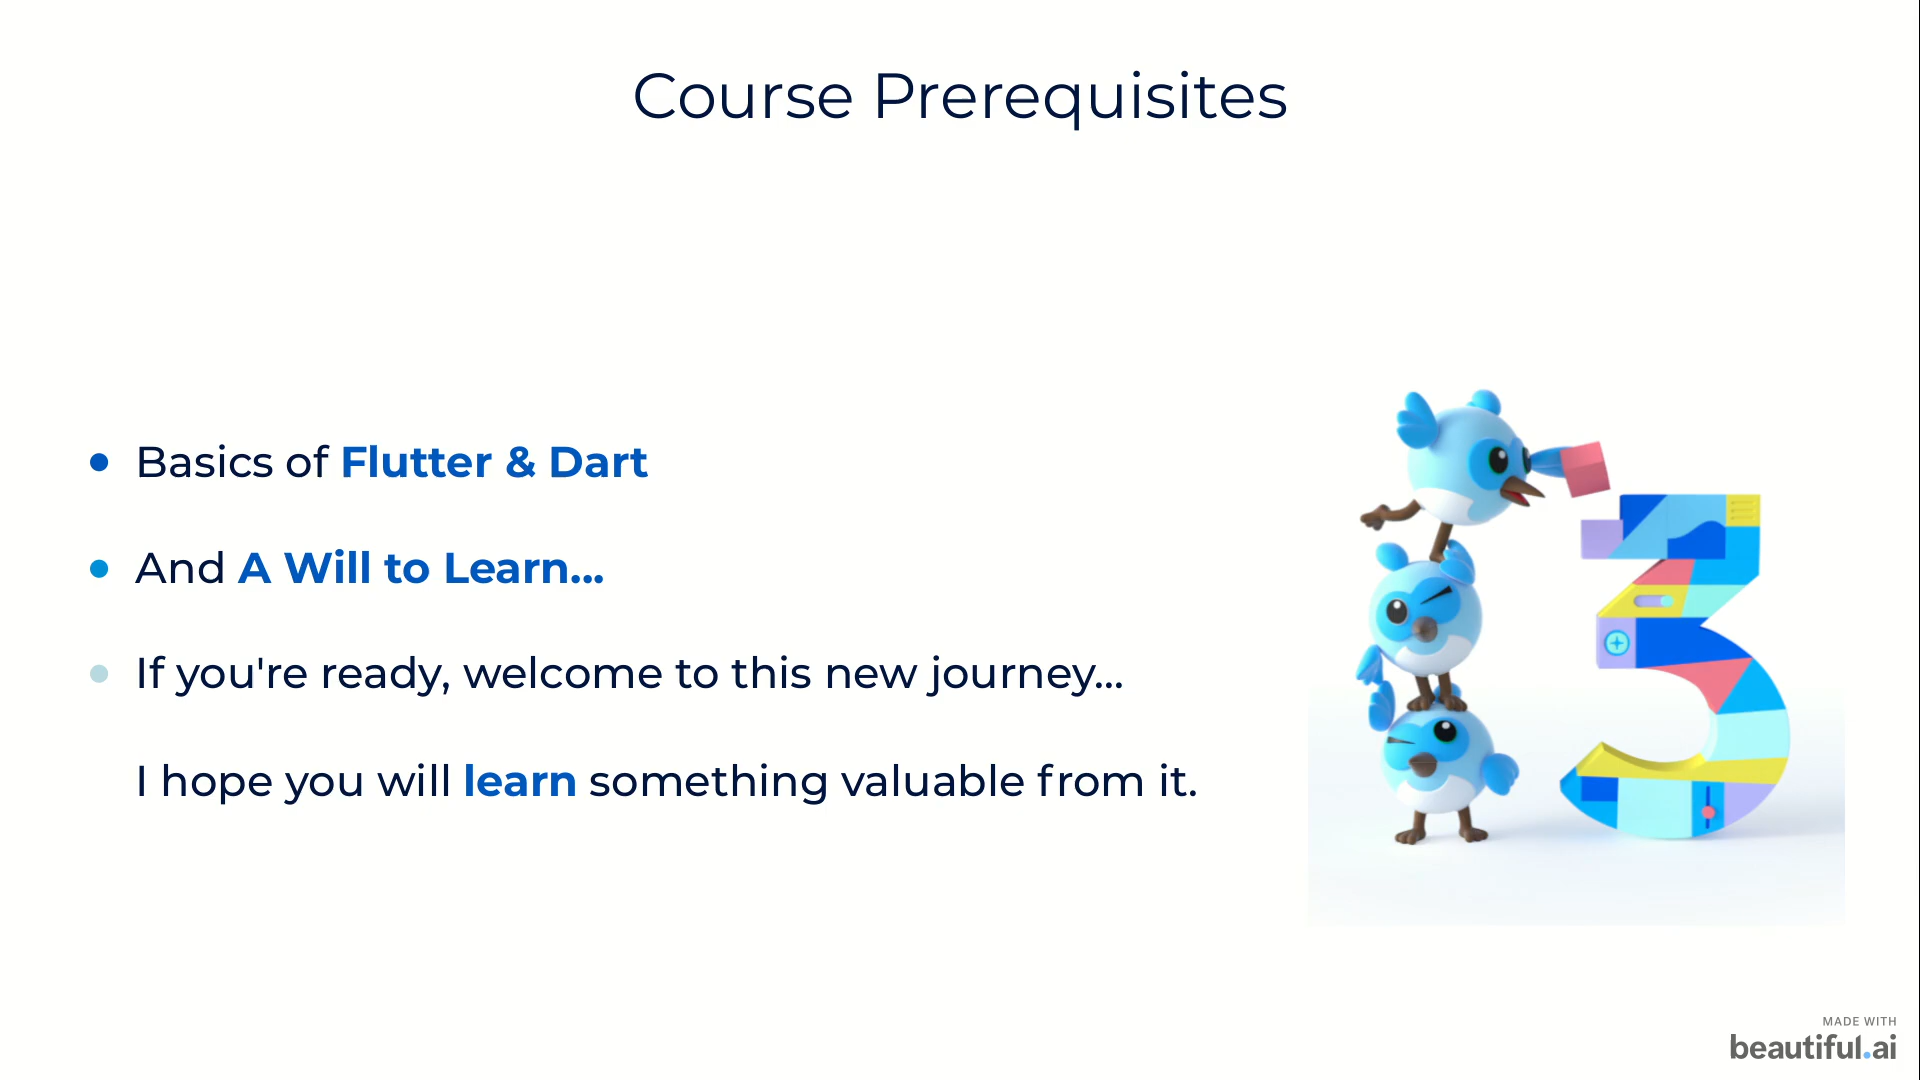 Course Prerequisites
Basics of Flutter & Dart
And A Will to Learn...
If you're ready, welcome to this new journey...
I hope you will learn something valuable from it.
3
MADE WITH
beautiful.ai